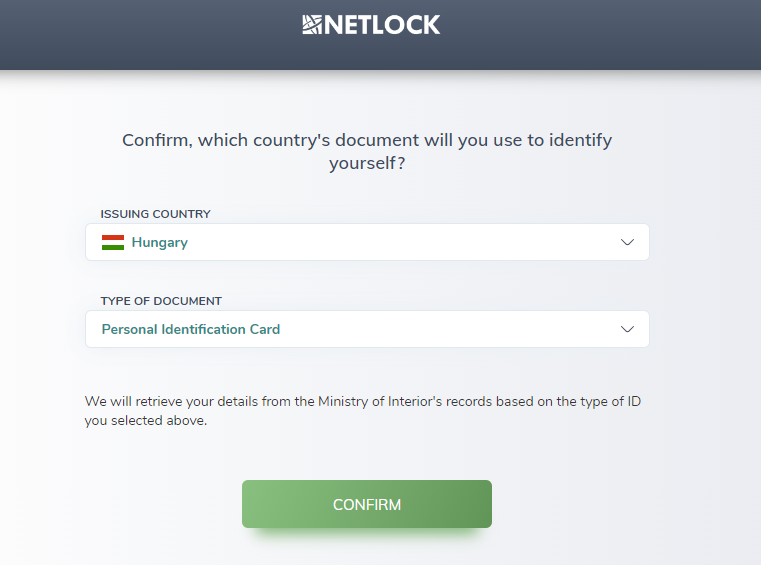 NETLOCK
Confirm, which country's document will you use to identify
yourself?
ISSUING COUNTRY
Hungary
TYPE OF DOCUMENT
Personal Identification Card
We will retrieve your details from the Ministry of Interior's records based on the type of ID
you selected above.
CONFIRM